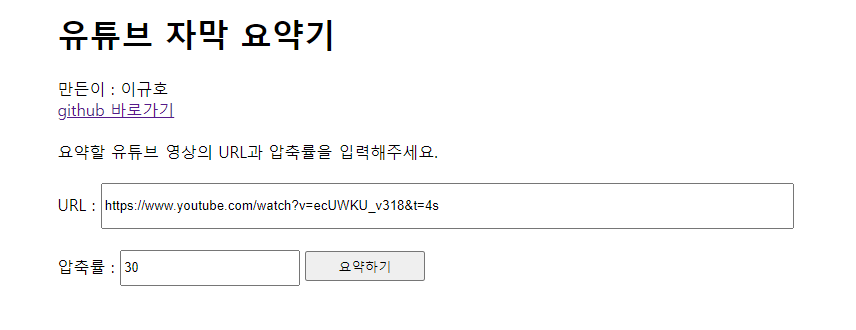 유튜브 자막 요약기
만든이 : 이규호
github 바로가기
요약할 유튜브 영상의 URL과 압축률을 입력해주세요.
URL : https://www.youtube.com/watch?v=ecUWKU_v318&t=4s
압축률 : 30 요약하기